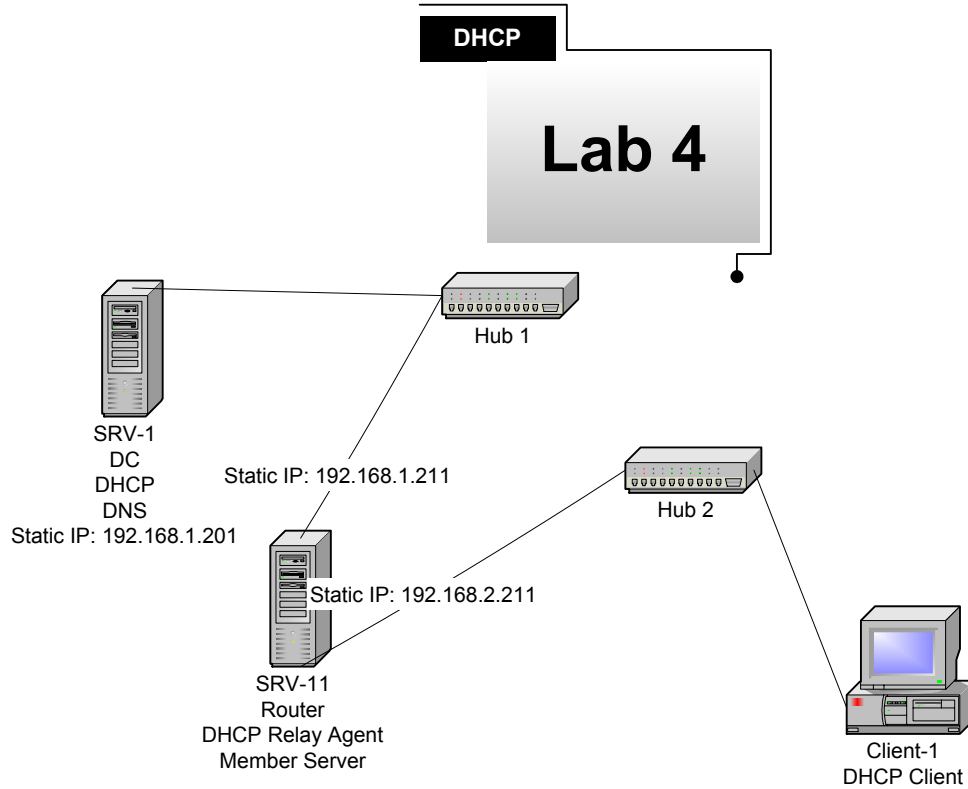 DHCP
Lab 4
Hub 1
SRV-1
DC
DHCP
DNS
Static IP: 192.168.1.201
Static IP: 192.168.1.211
Hub 2
Static IP: 192.168.2.211
SRV-11
Router
DHCP Relay Agent
Member Server
Client-1
DHCP Client